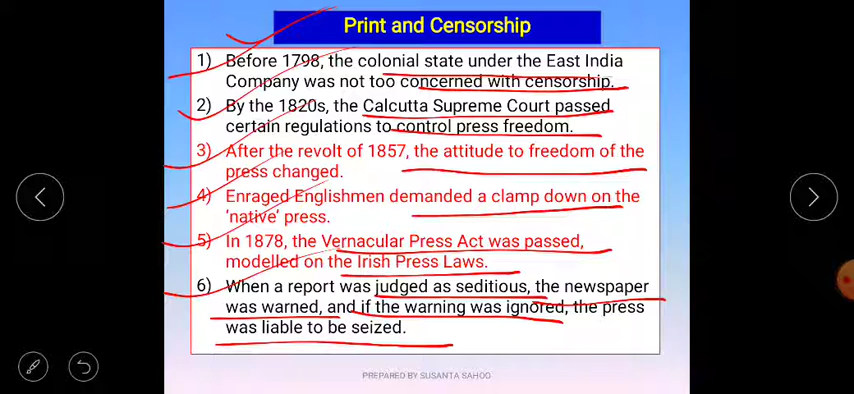 Print and Censorship
1) Before 1798, the colonial state under the East India
Company was not too concerned with censorship.
2) By the 1820s, the Calcutta Supreme Court passed
certain regulations to control press freedom.
3) After the revolt of 1857, the attitude to freedom of the
press changed.
4) Enraged Englishmen demanded a clamp down on the
‘native’ press.
5) In 1878, the Vernacular Press Act was passed,
modelled on the Irish Press Laws.
6) When a report was judged as seditious, the newspaper
was warned, and if the warning was ignored, the press
was liable to be seized.
PREPARED BY SUSANTA SAHOO